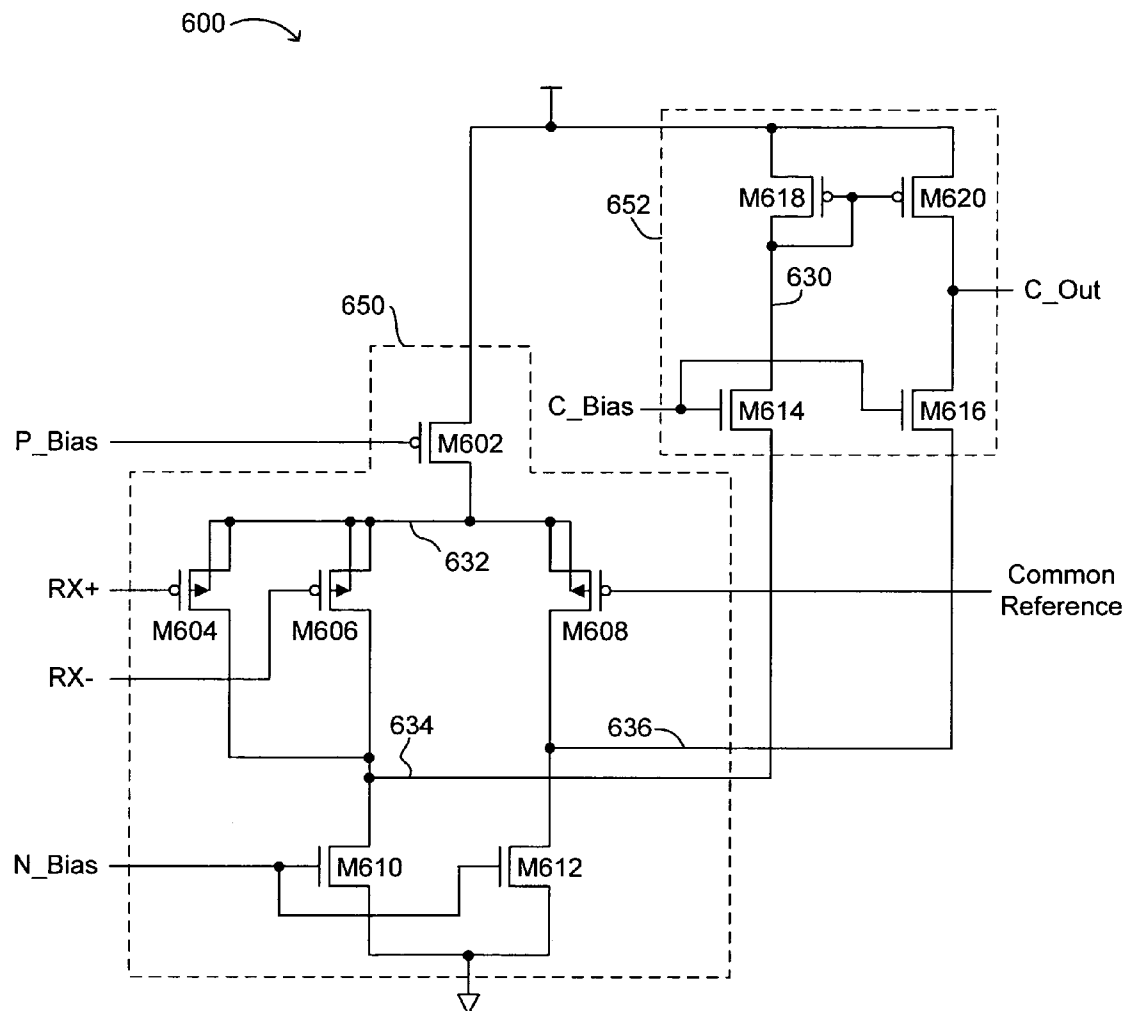 600
M618
M620
652
630
C_Out
650
C_Bias
M614
M616
P_Bias
M602
632
RX+
Common
Reference
M604
M606
M608
RX-
634
636
N_Bias
M610
M612